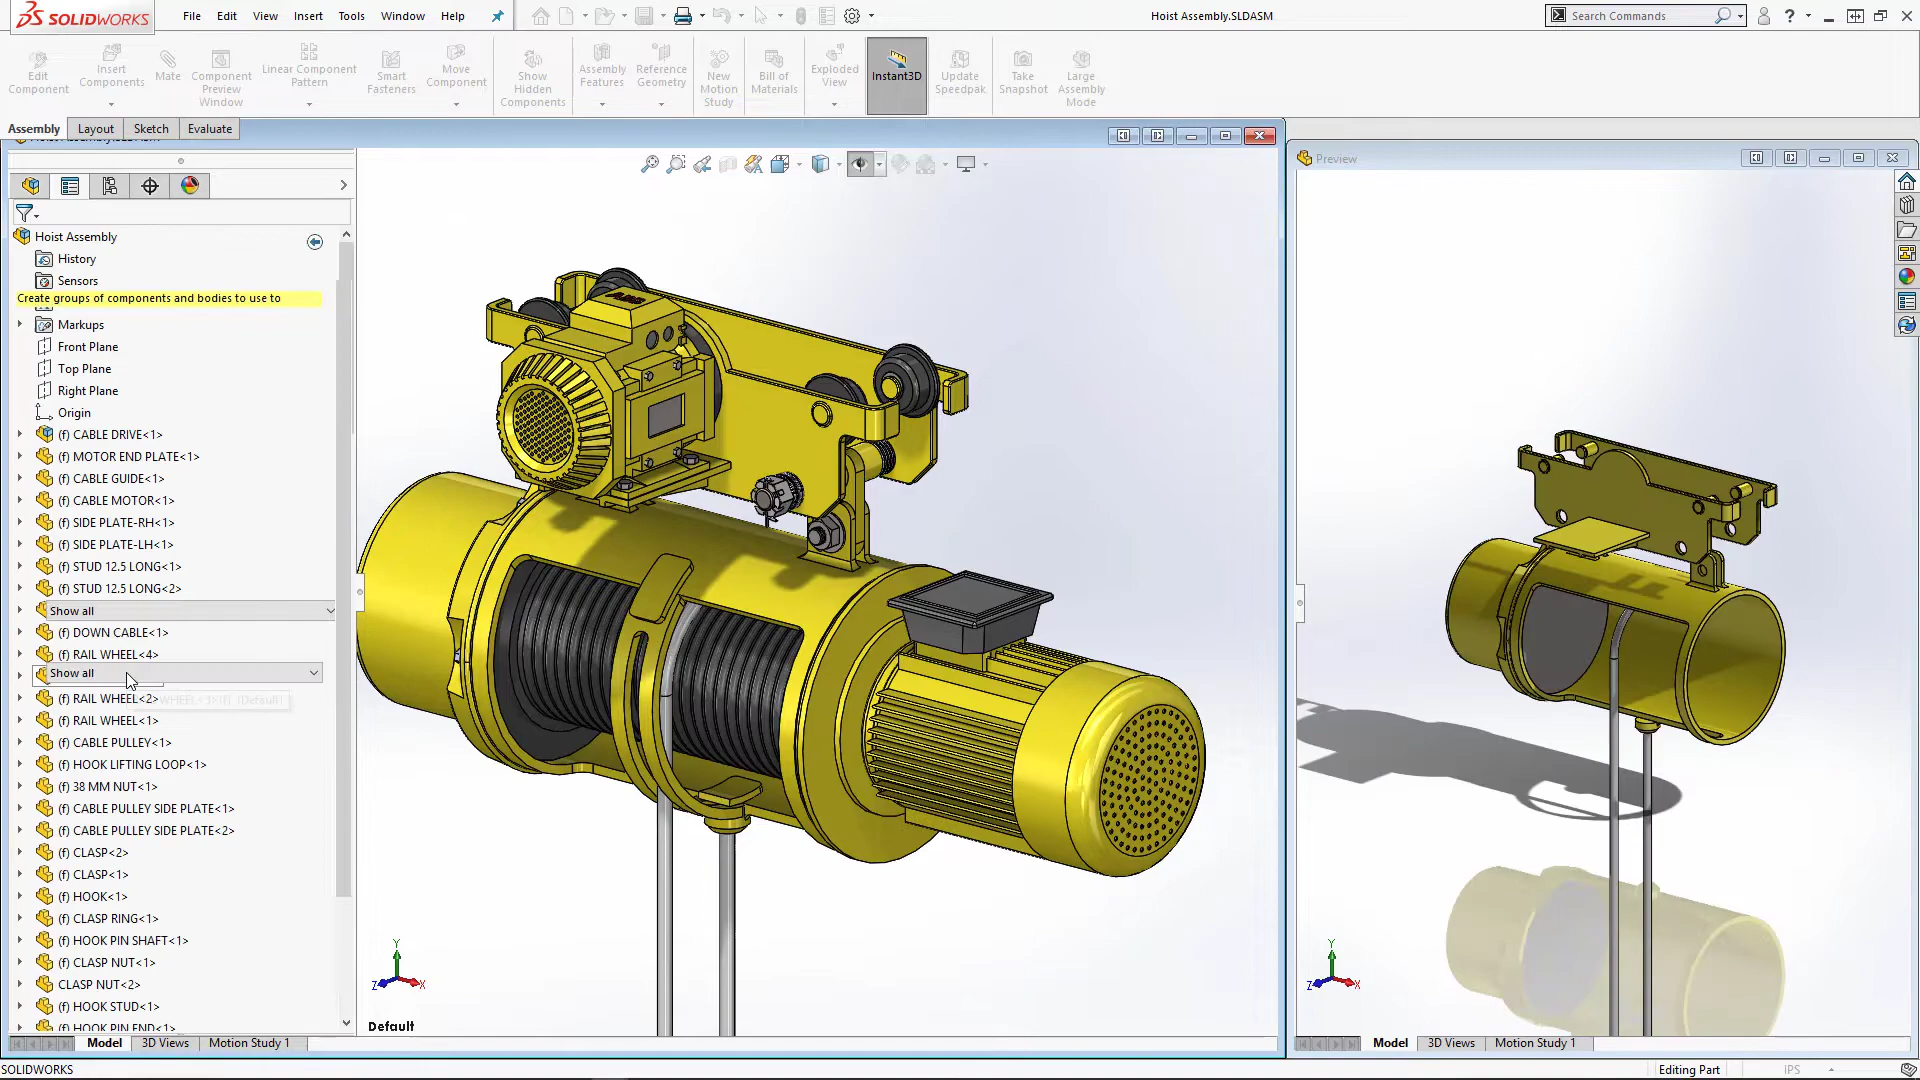 SOLIDWORKS
File Edit View Insert Tools Window Help
Hoist Assembly.SLDASM
Search Commands
Edit Component
Insert Components
Mate
Component Preview Window
Linear Component Pattern
Smart Fasteners
Move Component
Show Hidden Components
Assembly Features
Reference Geometry
New Motion Study
Bill of Materials
Exploded View
Instant3D
Update Speedpak
Take Snapshot
Large Assembly Mode
Assembly Layout Sketch Evaluate
Preview
Hoist Assembly
History
Sensors
Create groups of components and bodies to use to
Markups
Front Plane
Top Plane
Right Plane
Origin
(f) CABLE DRIVE<1>
(f) MOTOR END PLATE<1>
(f) CABLE GUIDE<1>
(f) CABLE MOTOR<1>
(f) SIDE PLATE-RH<1>
(f) SIDE PLATE-LH<1>
(f) STUD 12.5 LONG<1>
(f) STUD 12.5 LONG<2>
Show all
(f) DOWN CABLE<1>
(f) RAIL WHEEL<4>
Show all
(f) RAIL WHEEL<2>
(f) RAIL WHEEL<1>
(f) CABLE PULLEY<1>
(f) HOOK LIFTING LOOP<1>
(f) 38 MM NUT<1>
(f) CABLE PULLEY SIDE PLATE<1>
(f) CABLE PULLEY SIDE PLATE<2>
(f) CLASP<2>
(f) CLASP<1>
(f) HOOK<1>
(f) CLASP RING<1>
(f) HOOK PIN SHAFT<1>
(f) CLASP NUT<1>
CLASP NUT<2>
(f) HOOK STUD<1>
(f) HOOK PIN END<1>
Y
Z X
Default
Y
Z X
Model 3D Views Motion Study 1
Model 3D Views Motion Study 1
SOLIDWORKS
Editing Part
IPS